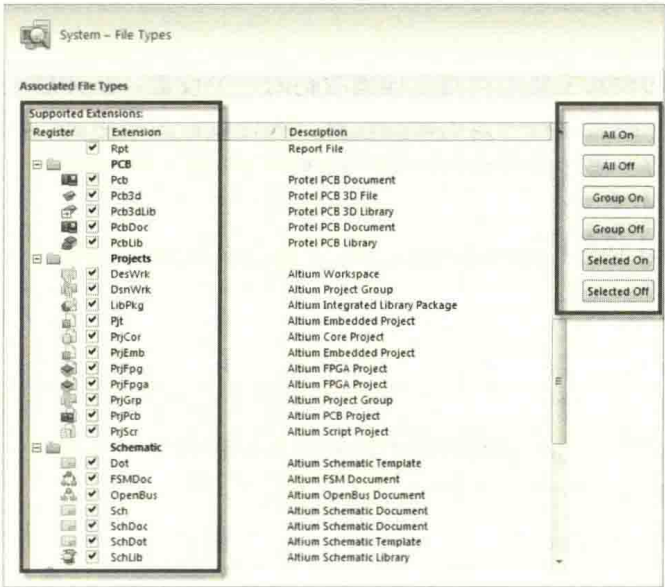 System – File Types
Associated File Types
Supported Extensions:
Register Extension Description
Rpt Report File
PCB
Pcb Protel PCB Document
Pcb3d Protel PCB 3D File
Pcb3dLib Protel PCB 3D Library
PcbDoc Protel PCB Document
PcbLib Protel PCB Library
Projects
DesWrk Altium Workspace
DsnWrk Altium Project Group
LibPkg Altium Integrated Library Package
Pjt Altium Embedded Project
PrjCor Altium Core Project
PrjEmb Altium Embedded Project
PrjFpg Altium FPGA Project
PrjFpga Altium FPGA Project
PrjGrp Altium Project Group
PrjPcb Altium PCB Project
PrjScr Altium Script Project
Schematic
Dot Altium Schematic Template
FSMDoc Altium FSM Document
OpenBus Altium OpenBus Document
Sch Altium Schematic Document
SchDoc Altium Schematic Document
SchDot Altium Schematic Template
SchLib Altium Schematic Library
All On
All Off
Group On
Group Off
Selected On
Selected Off